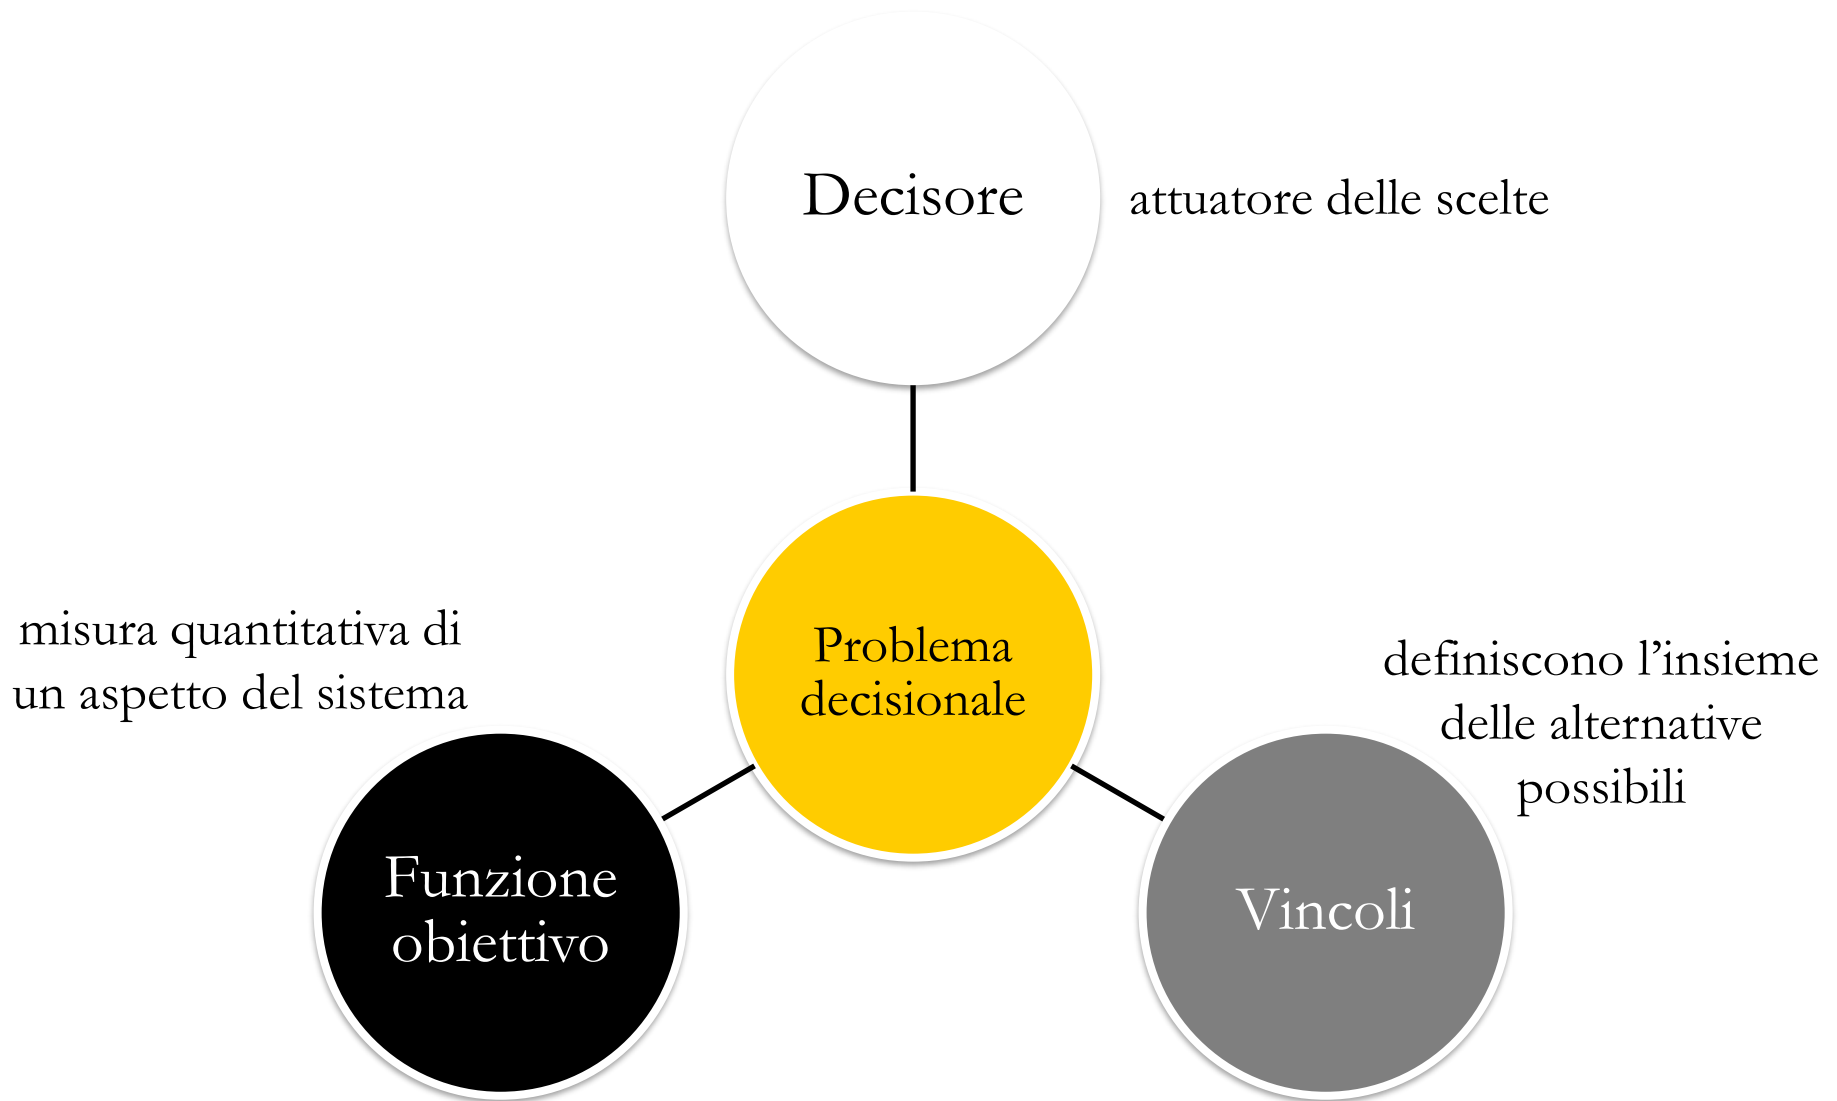 Decisore
attuatore delle scelte
misura quantitativa di
un aspetto del sistema
Problema
decisionale
definiscono l’insieme
delle alternative
possibili
Funzione
obiettivo
Vincoli